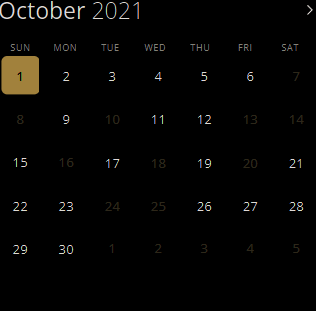 October 2021
SUN MON TUE WED THU FRI SAT
1 2 3 4 5 6 7
8 9 10 11 12 13 14
15 16 17 18 19 20 21
22 23 24 25 26 27 28
29 30 1 2 3 4 5